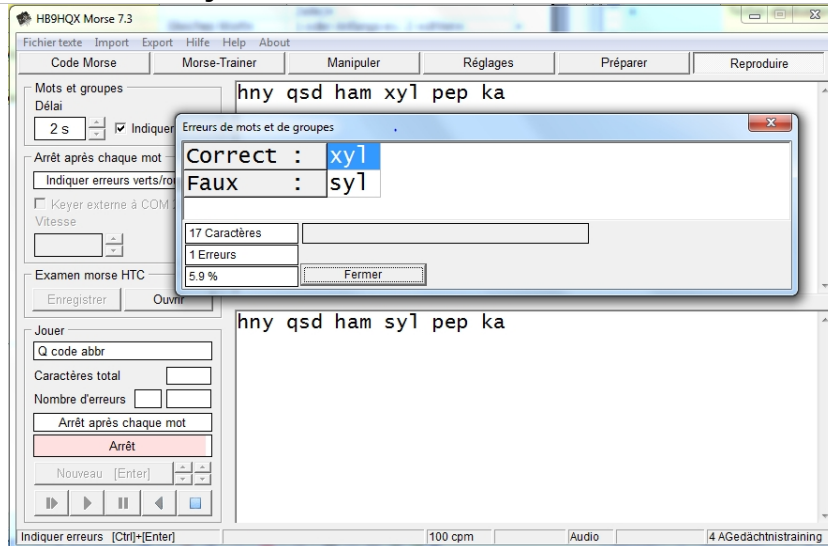 HB9HQX Morse 7.3
Fichier texte Import Export Hilfe Help About
Code Morse Morse-Trainer Manipuler Réglages Préparer Reproduire
Mots et groupes
Délai
2 s Indiquer
hny qsd ham xyl pep ka
Erreurs de mots et de groupes
Correct : xyl
Faux : syl
17 Caractères
1 Erreurs
5.9 %
Fermer
Arrêt après chaque mot
Indiquer erreurs verts/
Keyer externe à COM
Vitesse
Examen morse HTC
Enregistrer Ouvrir
hny qsd ham syl pep ka
Jouer
Q code abbr
Caractères total
Nombre d'erreurs
Arrêt après chaque mot
Arrêt
Nouveau [Enter]
Indiquer erreurs [Ctrl]+[Enter] 100 cpm Audio 4 AGedächtnistraining